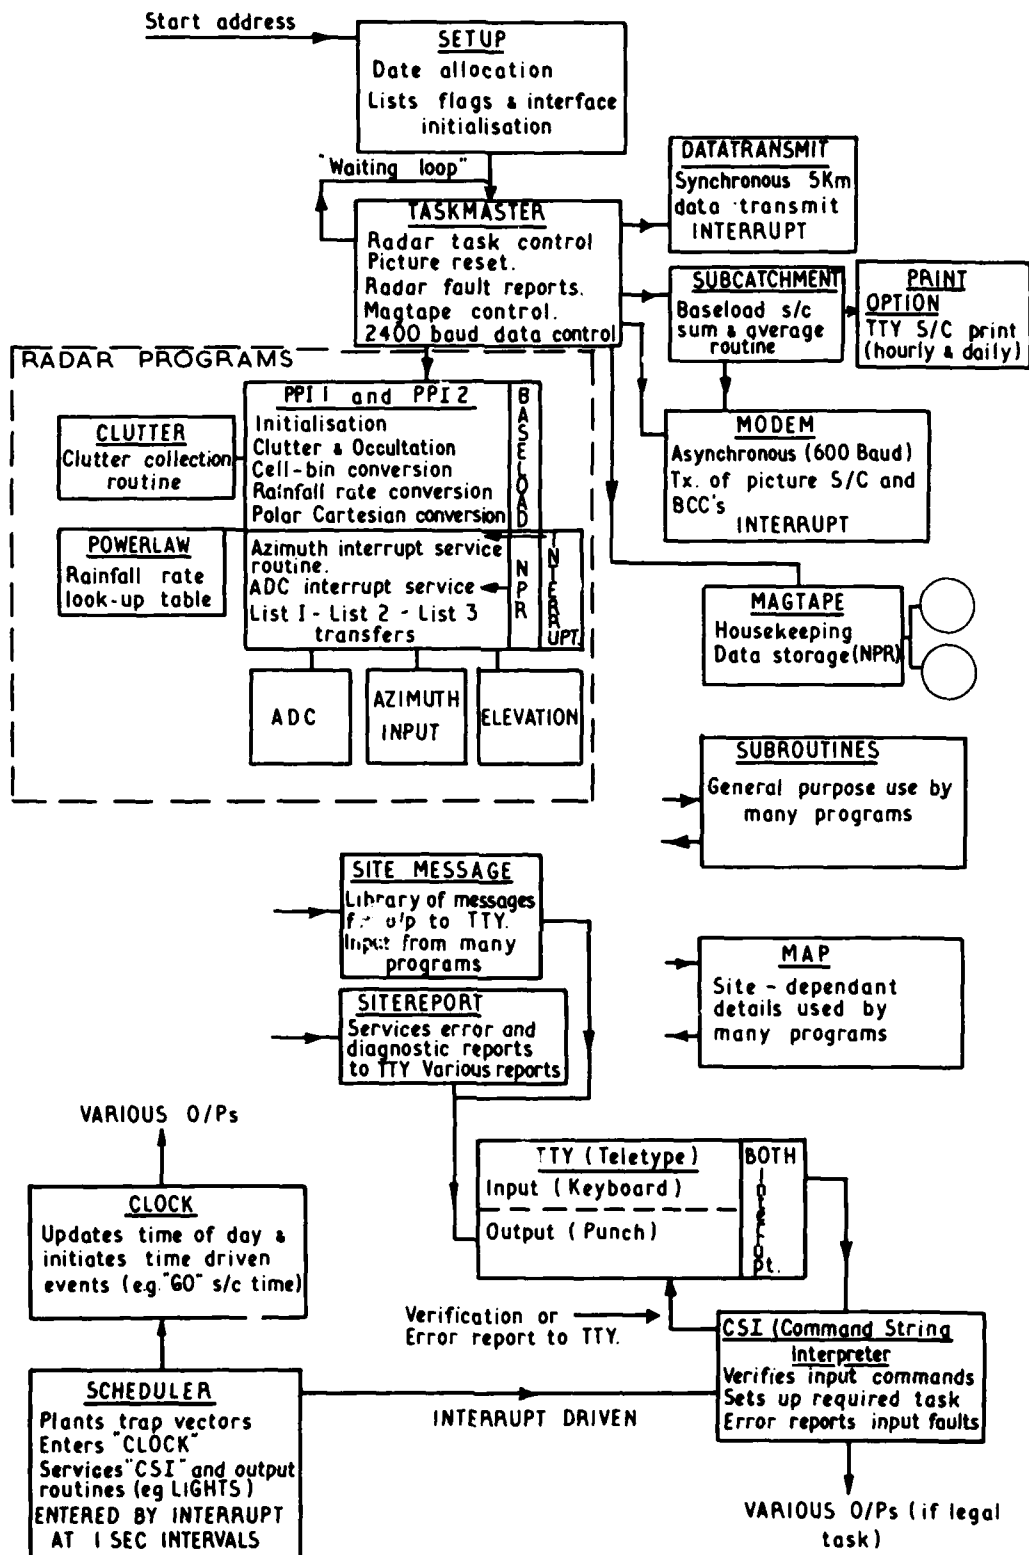 Start address
SETUP
Date allocation
Lists flags & interface
initialisation
"Waiting loop"
TASKMASTER
Radar task control
Picture reset.
Radar fault reports.
Magtape control.
2400 baud data control
DATATRANSMIT
Synchronous 5Km
data transmit
INTERRUPT
SUBCATCHMENT
Baseload s/c
sum & average
routine
PRINT
OPTION
TTY S/C print
(hourly & daily)
MODEM
Asynchronous (600 Baud)
Tx. of picture S/C and
BCC's
INTERRUPT
RADAR PROGRAMS
PPI 1 and PPI 2
Initialisation
Clutter & Occultation
Cell-bin conversion
Rainfall rate conversion
Polar Cartesian conversion
BASELOAD
CLUTTER
Clutter collection
routine
POWERLAW
Rainfall rate
look-up table
Azimuth interrupt service
routine.
ADC interrupt service
List 1 - List 2 - List 3
transfers
NPR
INTERRUPT.
ADC
AZIMUTH
INPUT
ELEVATION
MAGTAPE
Housekeeping
Data storage (NPR)
SUBROUTINES
General purpose use by
many programs
SITE MESSAGE
Library of messages
o/p to TTY.
Input from many
programs
MAP
Site - dependant
details used by
many programs
SITEREPORT
Services error and
diagnostic reports
to TTY Various reports
VARIOUS O/Ps
CLOCK
Updates time of day &
initiates time driven
events (e.g. "GO" s/c time)
TTY (Teletype)
Input (Keyboard)
Output (Punch)
BOTH
Interrupt.
Verification or
Error report to TTY.
CSI (Command String
Interpreter
Verifies input commands
Sets up required task
Error reports input faults
SCHEDULER
Plants trap vectors
Enters "CLOCK"
Services "CSI" and output
routines (eg LIGHTS)
ENTERED BY INTERRUPT
AT 1 SEC INTERVALS
INTERRUPT DRIVEN
VARIOUS O/Ps (if legal
task)